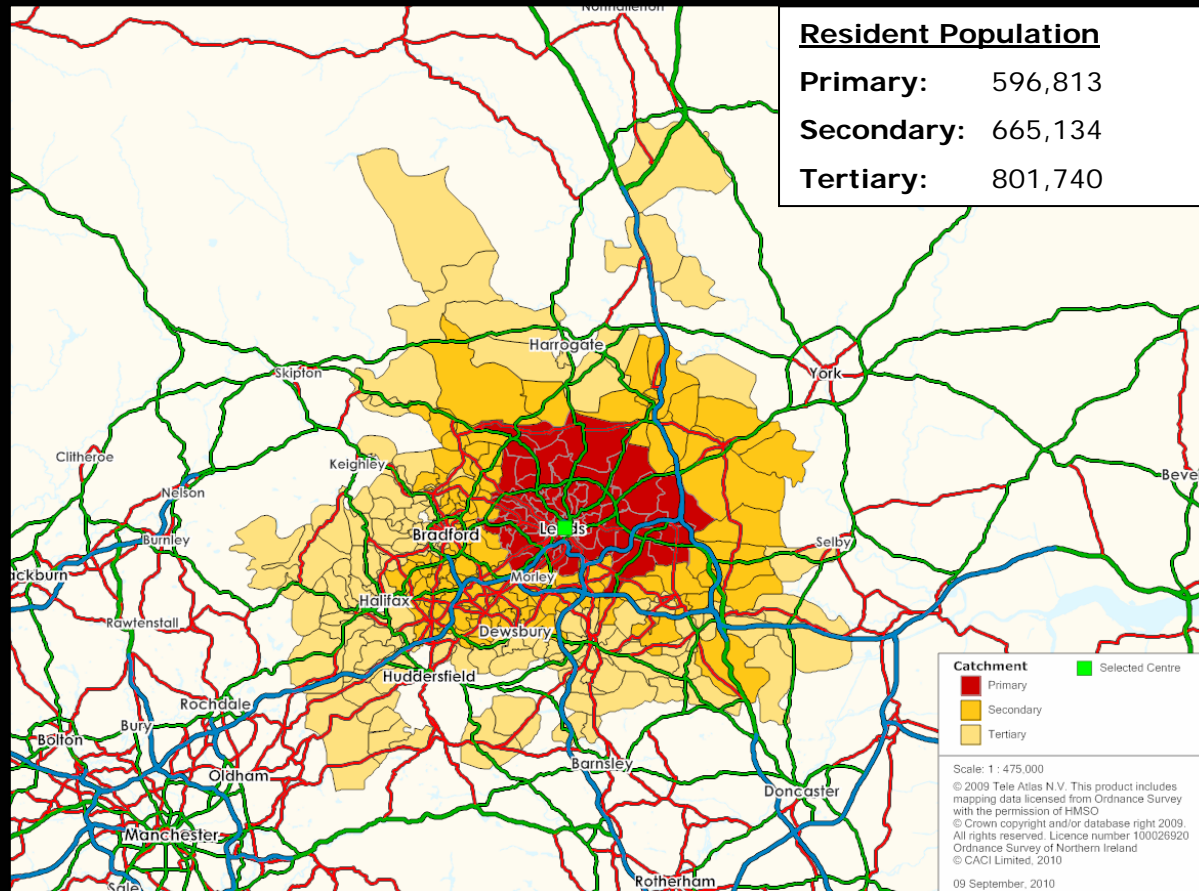 Northallerton
Resident Population
Primary: 596,813
Secondary: 665,134
Tertiary: 801,740
Harrogate
York
Skipton
Clitheroe
Keighley
Nelson
Beve
Leeds
Burnley
Bradford
Selby
ackburn
Morley
Halifax
Rawtenstall
Dewsbury
Huddersfield
Rochdale
Bury
Bolton
Oldham
Barnsley
Doncaster
Manchester
Sale
Rotherham
Catchment
Selected Centre
Primary
Secondary
Tertiary
Scale: 1 : 475,000
© 2009 Tele Atlas N.V. This product includes
mapping data licensed from Ordnance Survey
with the permission of HMSO
© Crown copyright and/or database right 2009.
All rights reserved. Licence number 100026920
Ordnance Survey of Northern Ireland
© CACI Limited, 2010
09 September, 2010